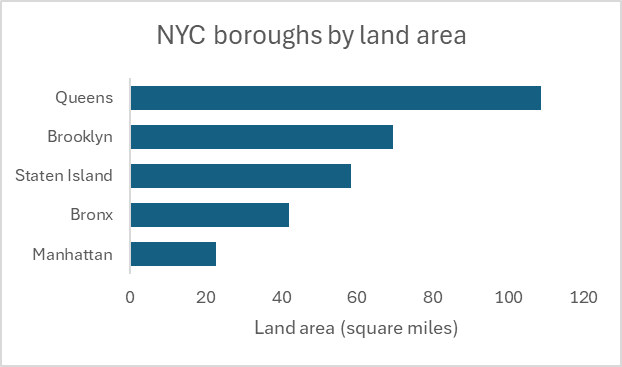 NYC boroughs by land area
Queens
Brooklyn
Staten Island
Bronx
Manhattan
0 20 40 60 80 100 120
Land area (square miles)